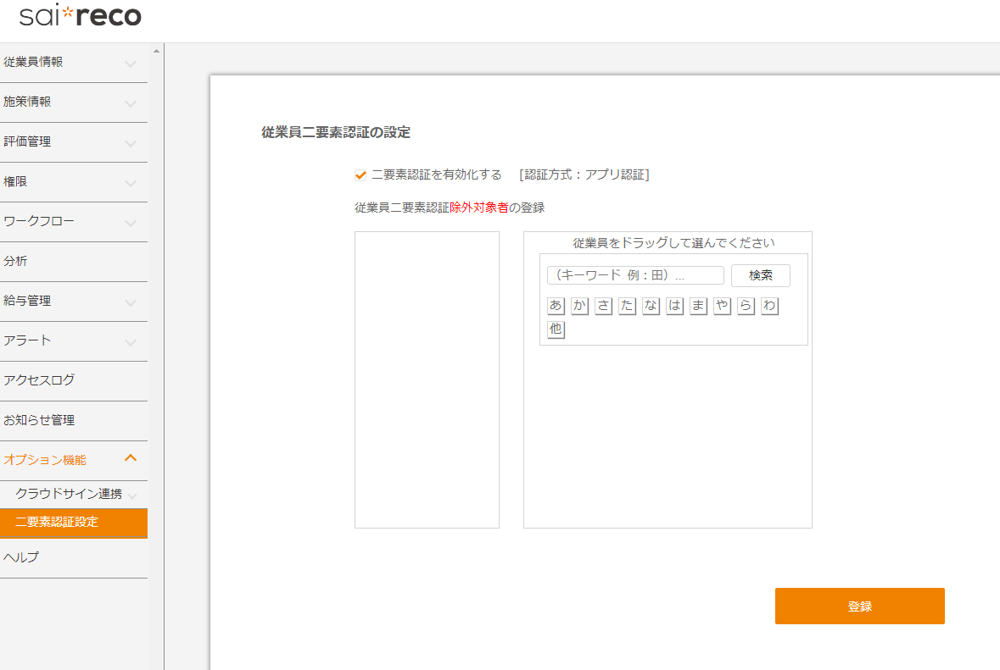 sai*reco
従業員情報
施策情報
評価管理
権限
ワークフロー
分析
給与管理
アラート
アクセスログ
お知らせ管理
オプション機能
クラウドサイン連携
二要素認証設定
ヘルプ
従業員二要素認証の設定
二要素認証を有効化する [認証方式：アプリ認証]
従業員二要素認証除外対象者の登録
従業員をドラッグして選んでください
（キーワード 例：田）... 検索
あ か さ た な は ま や ら わ
他
登録